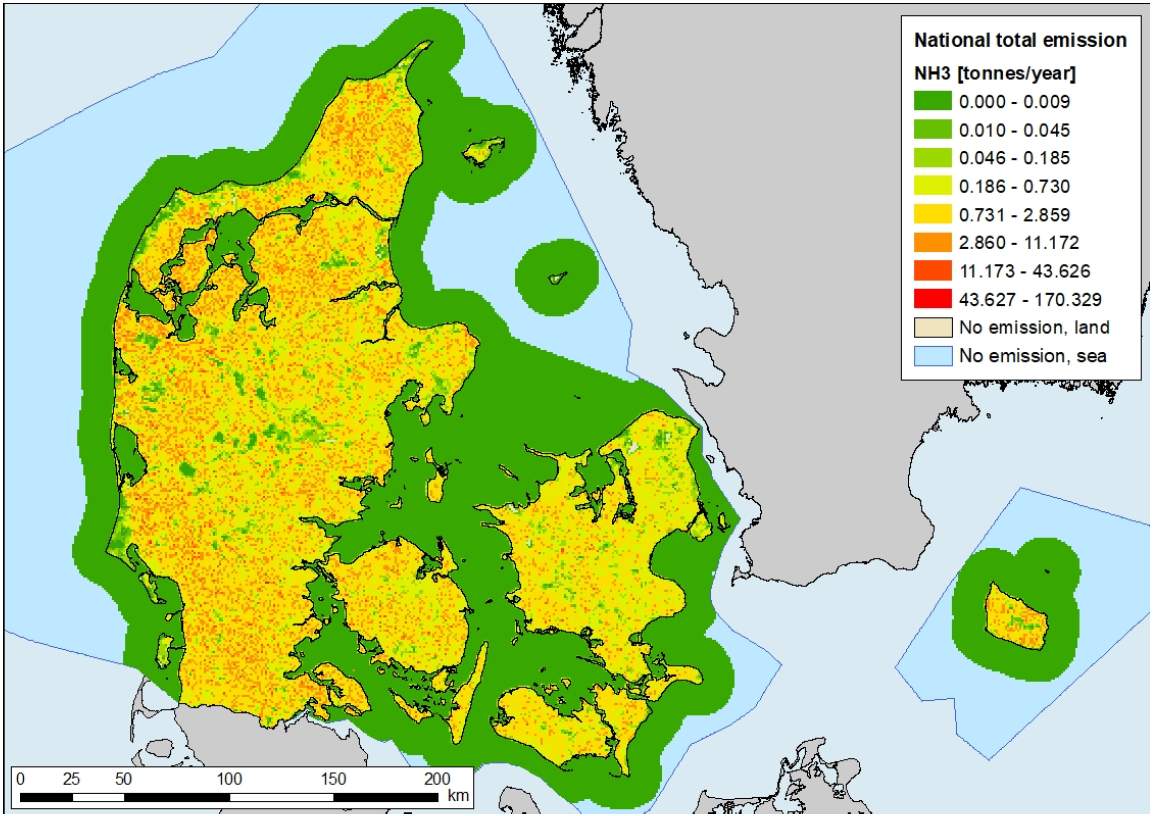 National total emission
NH3 [tonnes/year]
0.000 - 0.009
0.010 - 0.045
0.046 - 0.185
0.186 - 0.730
0.731 - 2.859
2.860 - 11.172
11.173 - 43.626
43.627 - 170.329
No emission, land
No emission, sea
0 25 50 100 150 200
km